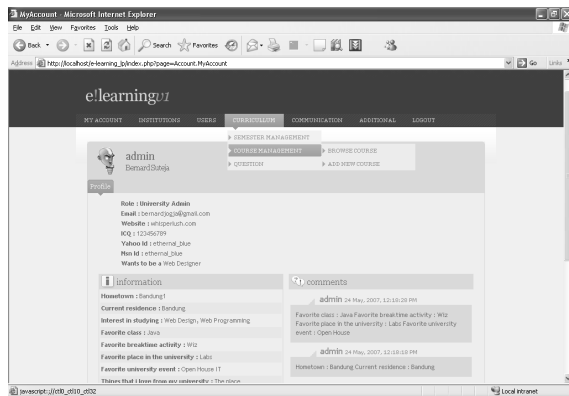 MyAccount - Microsoft Internet Explorer
File Edit View Favorites Tools Help
Back Search Favorites
Address http://localhost/e-learning_lp/index.php?page=Account.MyAccount Go Links
e!learningv1
MY ACCOUNT INSTITUTIONS USERS CURRICULLUM COMMUNICATION ADDITIONAL LOGOUT
SEMESTER MANAGEMENT
COURSE MANAGEMENT BROWSE COURSE
QUESTION ADD NEW COURSE
admin
Bernard Suteja
Profile
Role : University Admin
Email : bernardjogja@gmail.com
Website : whisperiush.com
ICQ : 123456789
Yahoo Id : ethernal_blue
Msn Id : ethernal_blue
Wants to be a Web Designer
information
Hometown : Bandung1
Current residence : Bandung
Interest in studying : Web Design, Web Programming
Favorite class : Java
Favorite breaktime activity : Wiz
Favorite place in the university : Labs
Favorite university event : Open House IT
Things that i love from my university : The place
comments
admin 24 May, 2007, 12:18:28 PM
Favorite class : Java Favorite breaktime activity : Wiz
Favorite place in the university : Labs Favorite university
event : Open House
admin 24 May, 2007, 12:18:18 PM
Hometown : Bandung Current residence : Bandung
javascript:;//ctl0_ctl10_ctl32 Local intranet